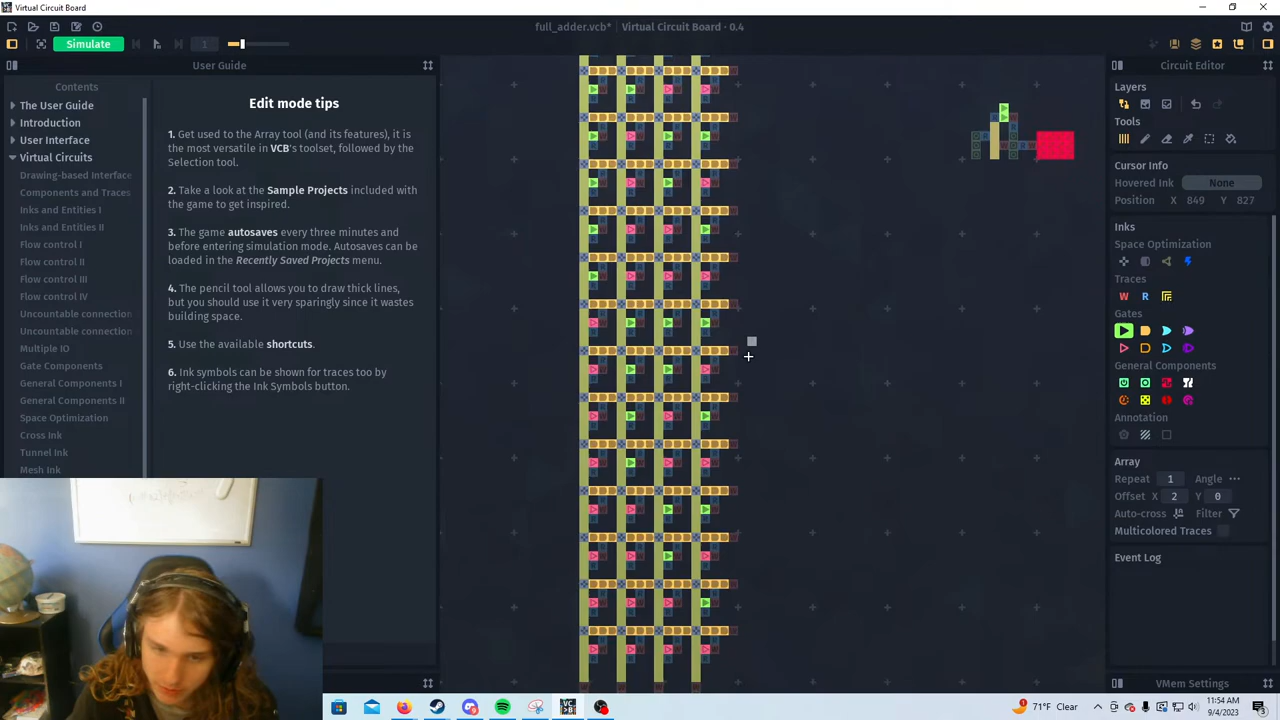 Virtual Circuit Board
full_adder.vcb* | Virtual Circuit Board - 0.4
Simulate
1
User Guide
Contents
The User Guide
Introduction
User Interface
Virtual Circuits
Drawing-based Interface
Components and Traces
Inks and Entities I
Inks and Entities II
Flow control I
Flow control II
Flow control III
Flow control IV
Uncountable connection
Uncountable connection
Multiple IO
Gate Components
General Components I
General Components II
Space Optimization
Cross Ink
Tunnel Ink
Mesh Ink
Edit mode tips
1. Get used to the Array tool (and its features), it is
the most versatile in VCB's toolset, followed by the
Selection tool.
2. Take a look at the Sample Projects included with
the game to get inspired.
3. The game autosaves every three minutes and
before entering simulation mode. Autosaves can be
loaded in the Recently Saved Projects menu.
4. The pencil tool allows you to draw thick lines,
but you should use it very sparingly since it wastes
building space.
5. Use the available shortcuts.
6. Ink symbols can be shown for traces too by
right-clicking the Ink Symbols button.
Circuit Editor
Layers
Tools
Cursor Info
Hovered Ink None
Position X 849 Y 827
Inks
Space Optimization
Traces
W R
Gates
General Components
Annotation
Array
Repeat 1 Angle
Offset X 2 Y 0
Auto-cross Filter
Multicolored Traces
Event Log
VMem Settings
71°F Clear
11:54 AM
9/4/2023